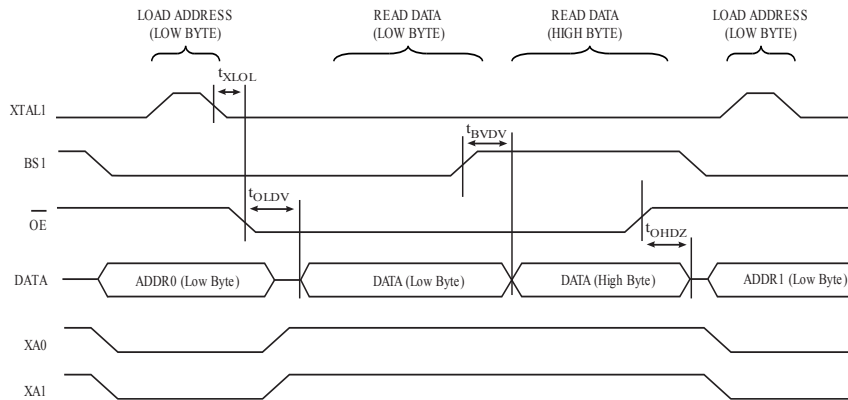 LOAD ADDRESS
(LOW BYTE)
READ DATA
(LOW BYTE)
READ DATA
(HIGH BYTE)
LOAD ADDRESS
(LOW BYTE)
tXLOL
XTAL1
tBVDV
BS1
tOLDV
OE
tOHDZ
DATA
ADDR0 (Low Byte)
DATA (Low Byte)
DATA (High Byte)
ADDR1 (Low Byte)
XA0
XA1